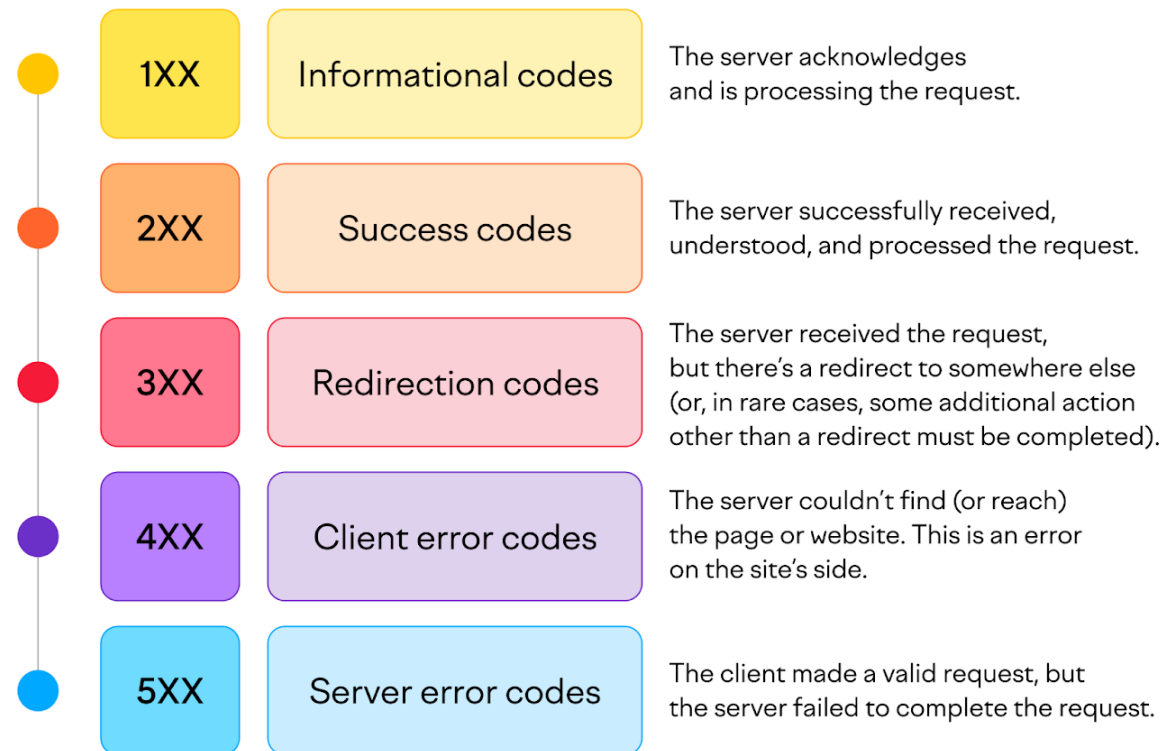 1XX
Informational codes
The server acknowledges
and is processing the request.
2XX
Success codes
The server successfully received,
understood, and processed the request.
3XX
Redirection codes
The server received the request,
but there’s a redirect to somewhere else
(or, in rare cases, some additional action
other than a redirect must be completed).
4XX
Client error codes
The server couldn’t find (or reach)
the page or website. This is an error
on the site’s side.
5XX
Server error codes
The client made a valid request, but
the server failed to complete the request.